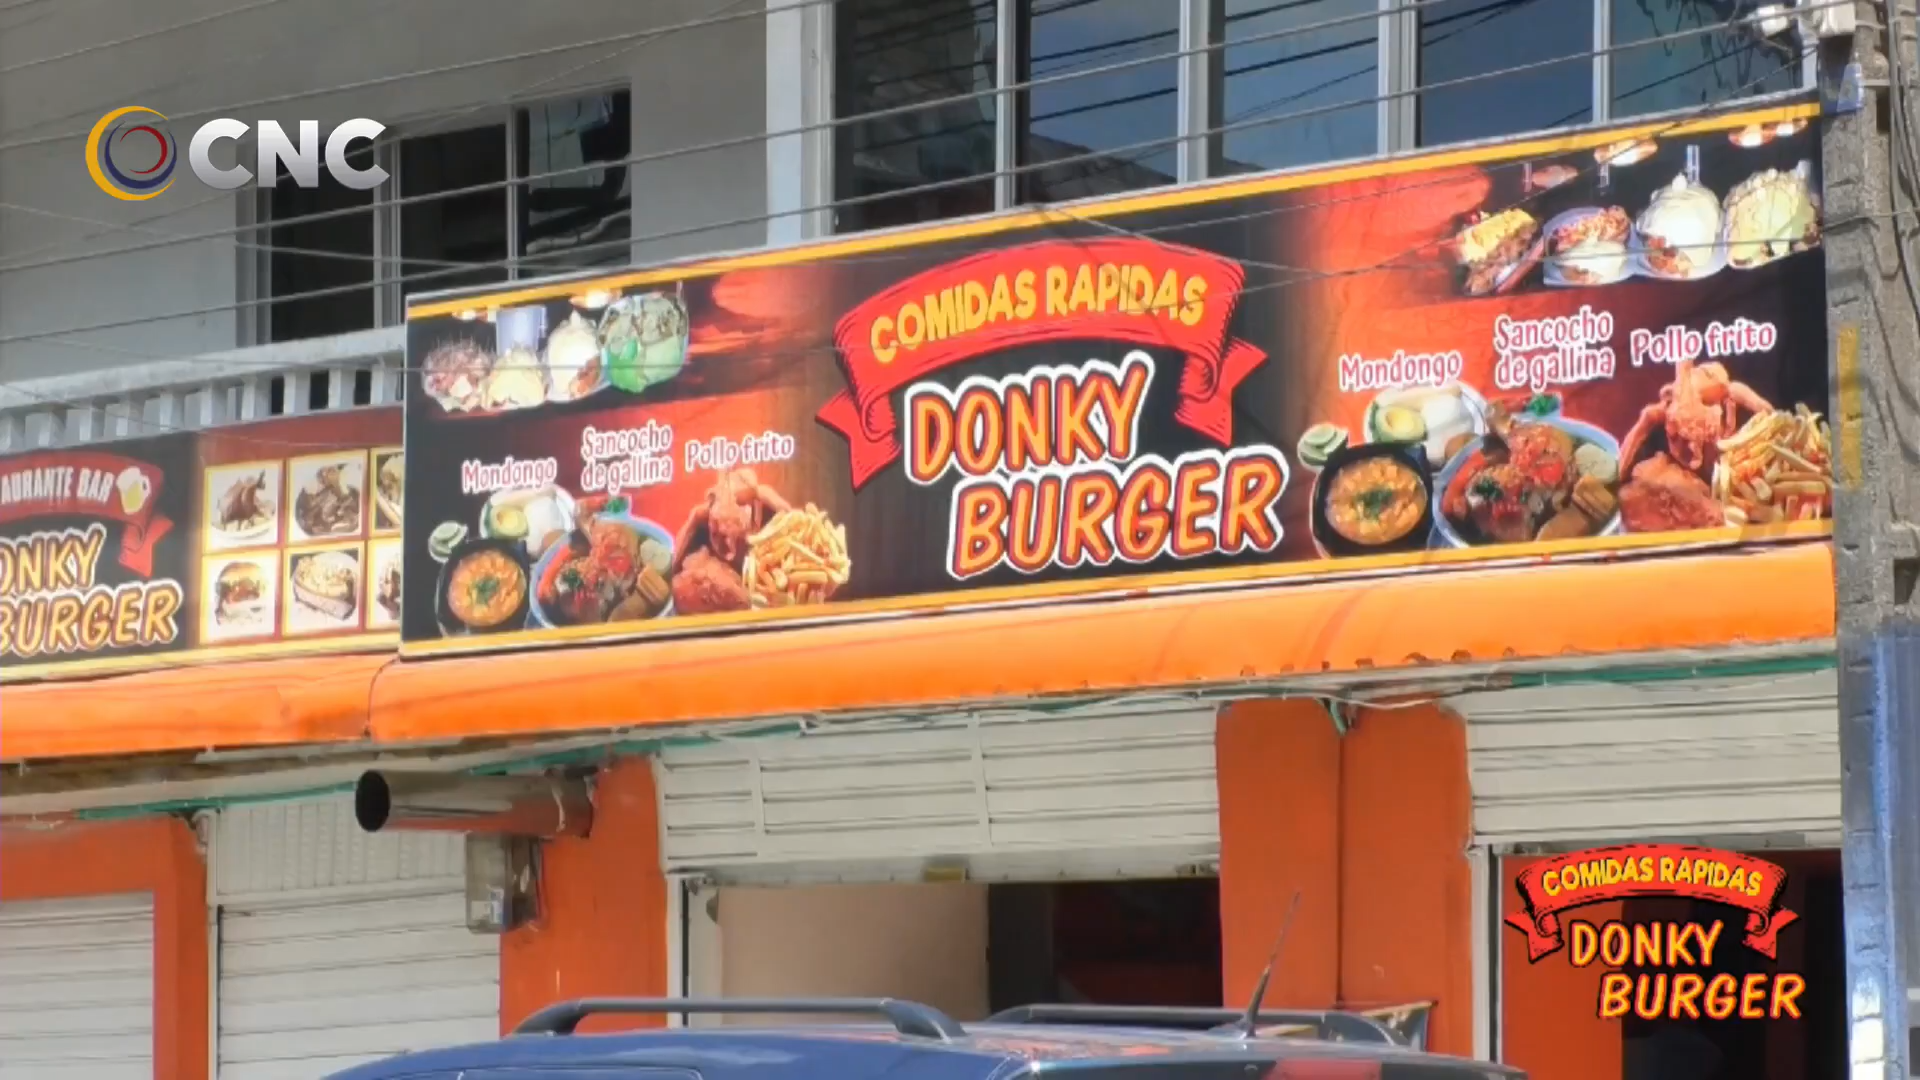 CNC
COMIDAS RAPIDAS
DONKY
BURGER
Mondongo
Sancocho
de gallina
Pollo frito
Mondongo
Sancocho
de gallina
Pollo frito
BAR
BURGER
COMIDAS RAPIDAS
DONKY
BURGER